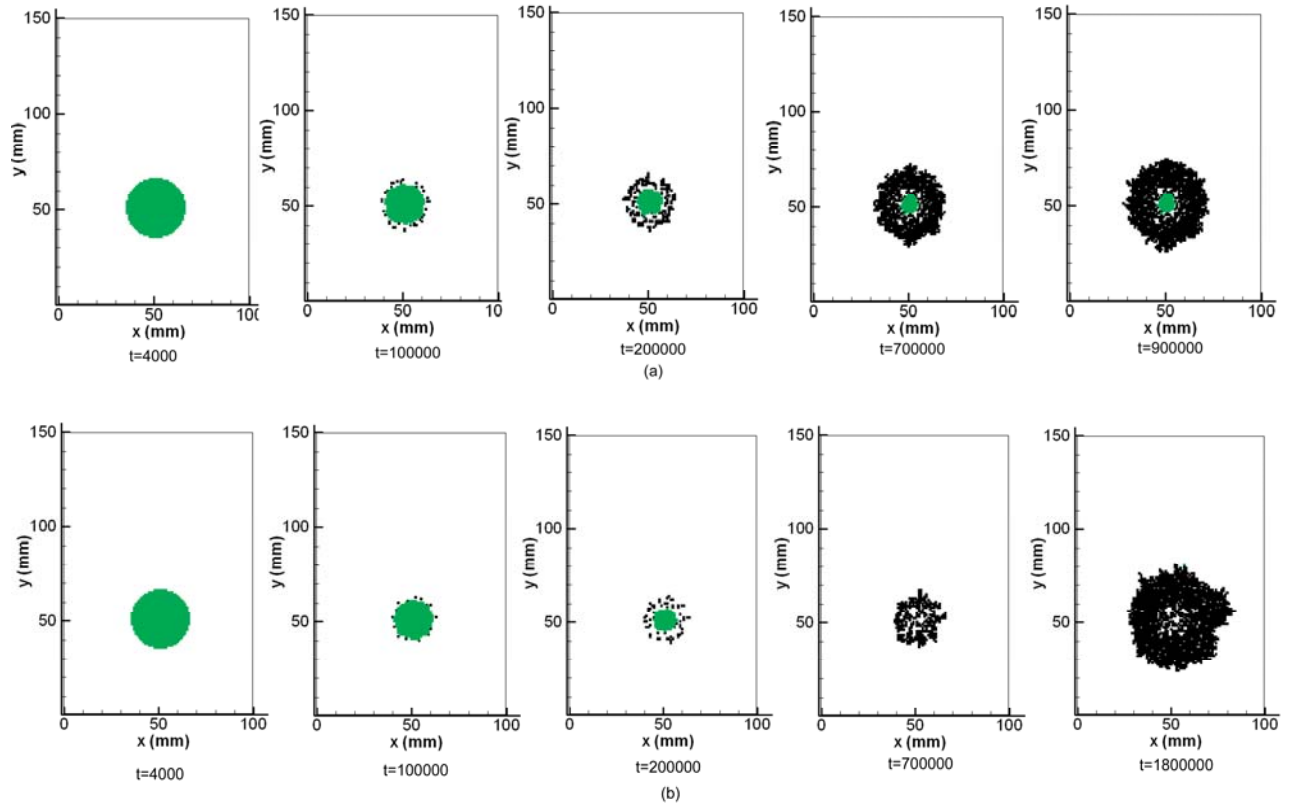 150
150
150
150
150
100
100
100
100
100
y (mm)
y (mm)
y (mm)
y (mm)
y (mm)
50
50
50
50
50
0 50 10(
0 50 10
0 50 100
0 50 100
0 50 100
x (mm)
x (mm)
x (mm)
x (mm)
x (mm)
t=4000
t=100000
t=200000
t=700000
t=900000
(a)
150
150
150
150
150
100
100
100
100
100
y (mm)
y (mm)
y (mm)
y (mm)
y (mm)
50
50
50
50
50
0 50 100
0 50 100
0 50 100
0 50 100
0 50 100
x (mm)
x (mm)
x (mm)
x (mm)
x (mm)
t=4000
t=100000
t=200000
t=700000
t=1800000
(b)